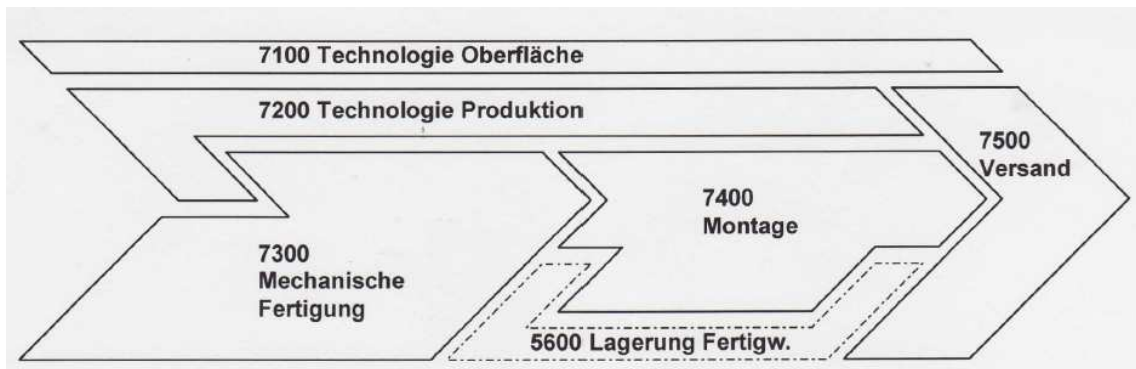 7100 Technologie Oberfläche
7200 Technologie Produktion
7500
Versand
7400
Montage
7300
Mechanische
Fertigung
5600 Lagerung Fertigw.